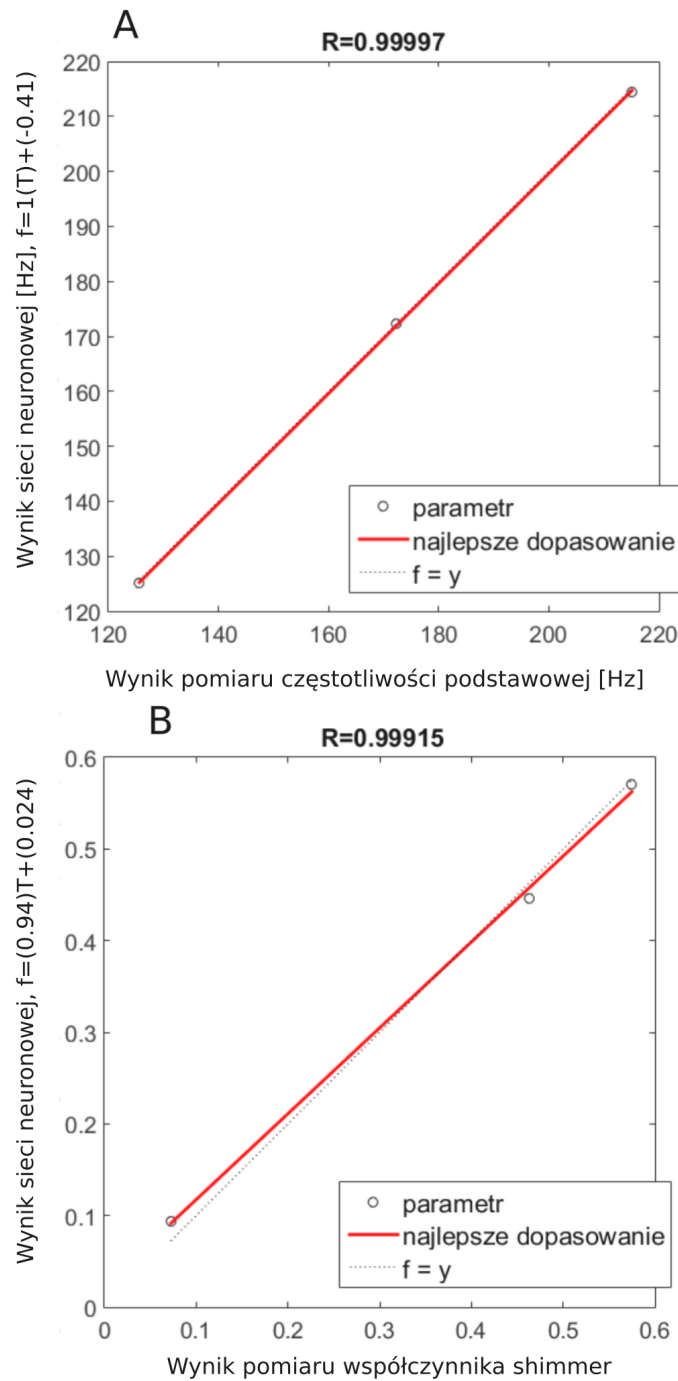 A
R=0.99997
Wynik sieci neuronowej [Hz], f=1(T)+(-0.41)
220
210
200
190
180
170
160
150
140
130
120
parametr
najlepsze dopasowanie
f = y
120 140 160 180 200 220
Wynik pomiaru częstotliwości podstawowej [Hz]
B
R=0.99915
Wynik sieci neuronowej, f=(0.94)T+(0.024)
0.6
0.5
0.4
0.3
0.2
0.1
0
parametr
najlepsze dopasowanie
f = y
0 0.1 0.2 0.3 0.4 0.5 0.6
Wynik pomiaru współczynnika shimmer